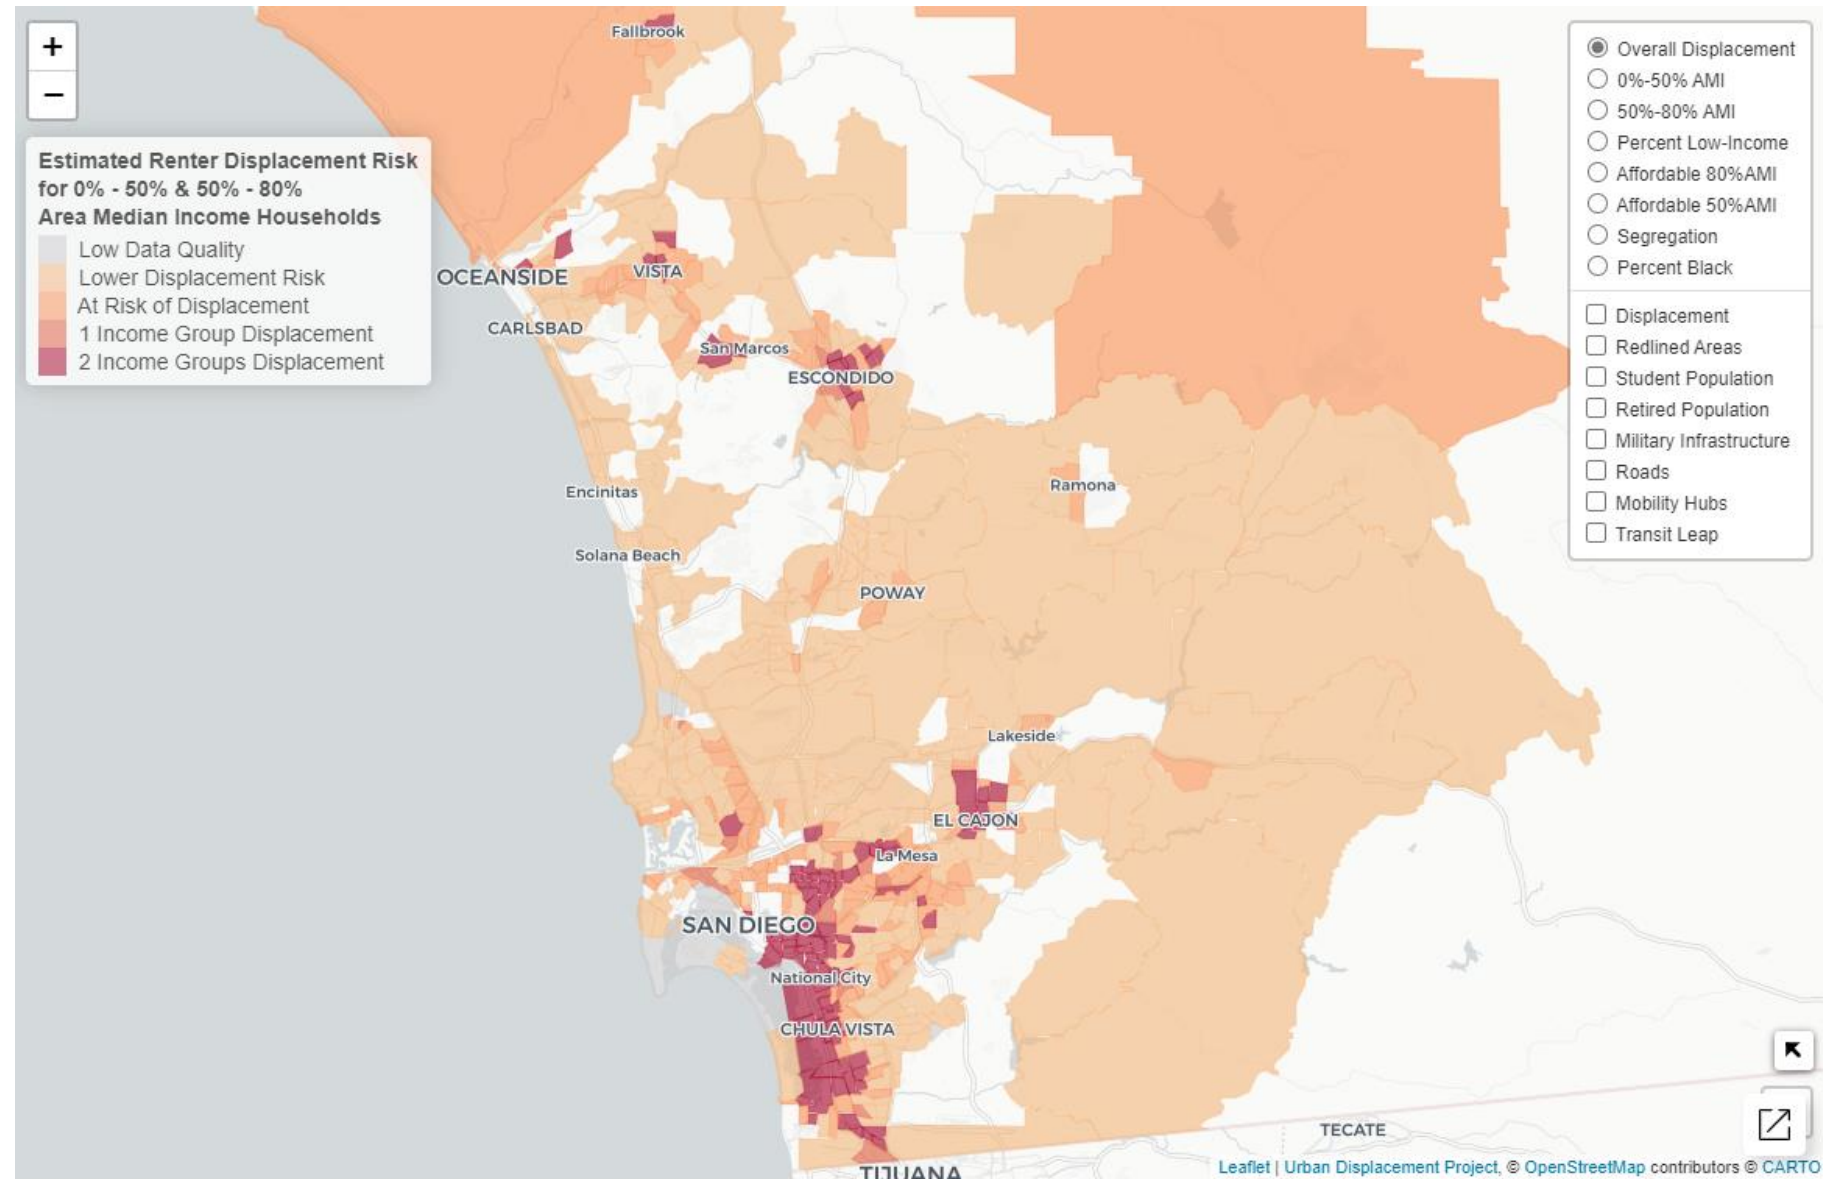 +
−
Estimated Renter Displacement Risk
for 0% - 50% & 50% - 80%
Area Median Income Households
Low Data Quality
Lower Displacement Risk
At Risk of Displacement
1 Income Group Displacement
2 Income Groups Displacement
Overall Displacement
0%-50% AMI
50%-80% AMI
Percent Low-Income
Affordable 80%AMI
Affordable 50%AMI
Segregation
Percent Black
Displacement
Redlined Areas
Student Population
Retired Population
Military Infrastructure
Roads
Mobility Hubs
Transit Leap
Fallbrook
OCEANSIDE
VISTA
CARLSBAD
San Marcos
ESCONDIDO
Encinitas
Ramona
Solana Beach
POWAY
Lakeside
EL CAJON
La Mesa
SAN DIEGO
National City
CHULA VISTA
TECATE
TIJUANA
Leaflet | Urban Displacement Project, © OpenStreetMap contributors © CARTO